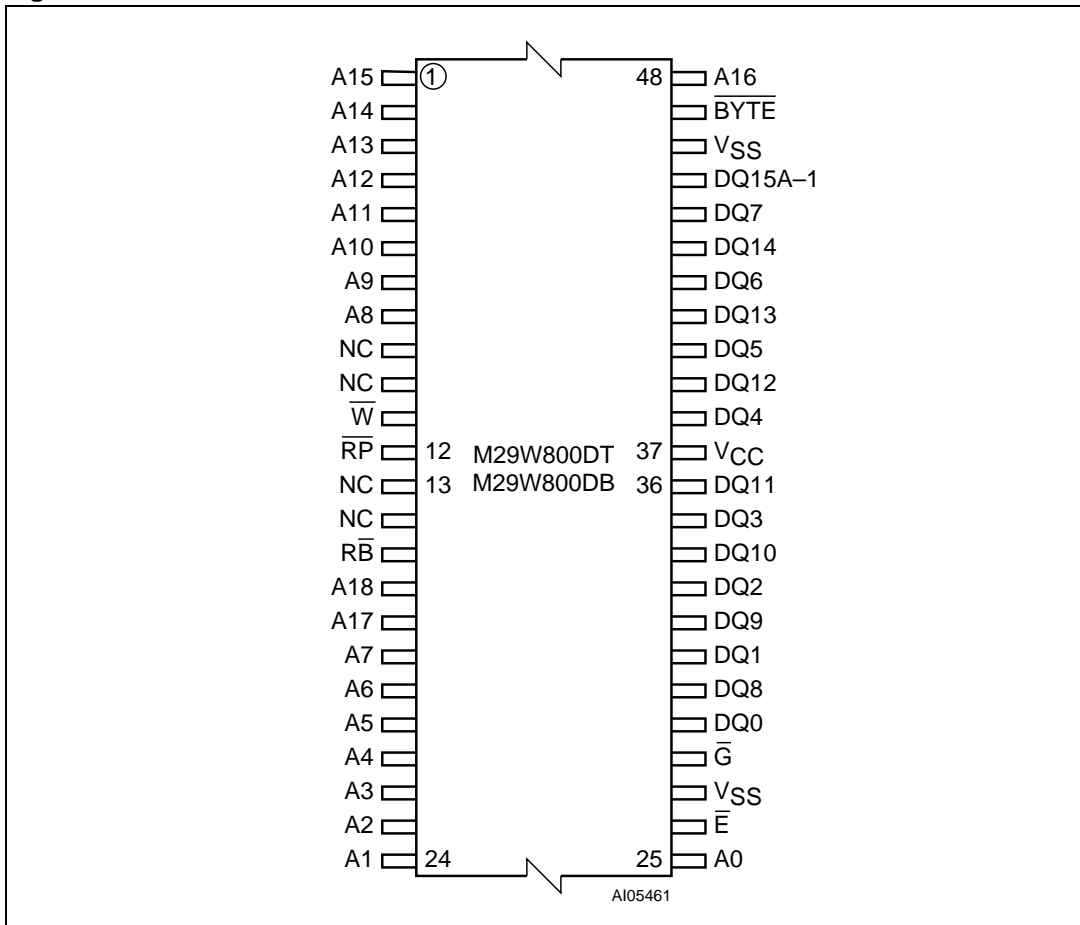 A15 ① 48 A16
A14 B̅Y̅T̅E̅
A13 VSS
A12 DQ15A–1
A11 DQ7
A10 DQ14
A9 DQ6
A8 DQ13
NC DQ5
NC DQ12
W̅ DQ4
R̅P̅ 12 M29W800DT 37 VCC
NC 13 M29W800DB 36 DQ11
NC DQ3
RB̅ DQ10
A18 DQ2
A17 DQ9
A7 DQ1
A6 DQ8
A5 DQ0
A4 G̅
A3 VSS
A2 E̅
A1 24 25 A0
AI05461